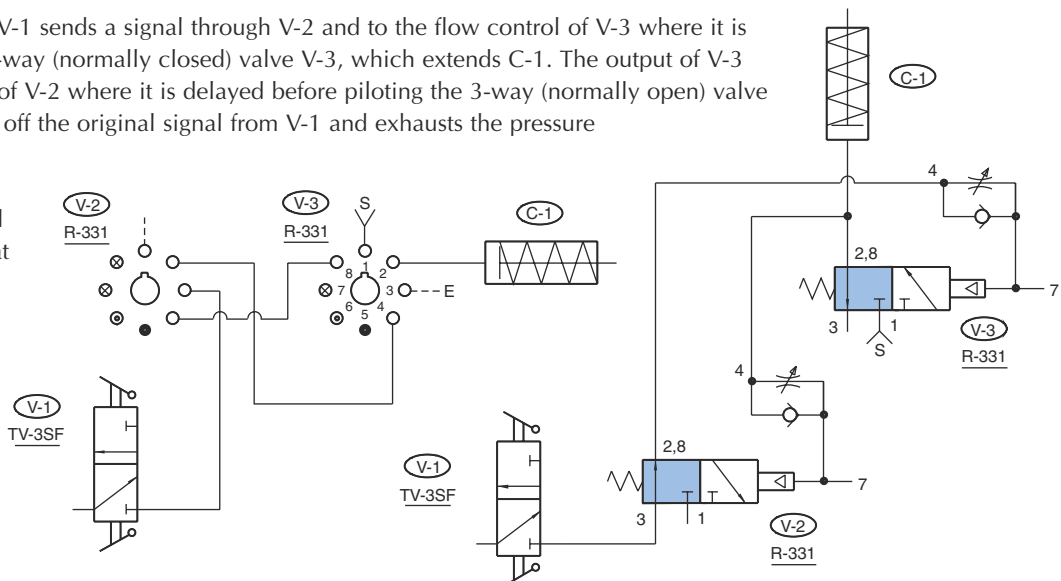 V-1 sends a signal through V-2 and to the flow control of V-3 where it is
-way (normally closed) valve V-3, which extends C-1. The output of V-3
of V-2 where it is delayed before piloting the 3-way (normally open) valve
off the original signal from V-1 and exhausts the pressure
at
V-2
R-331
V-3
R-331
S
8 1 2
7 3 E
6 5 4
C-1
V-1
TV-3SF
C-1
4
2,8
7
3 1
S
V-3
R-331
4
2,8
7
3 1
V-2
R-331
V-1
TV-3SF